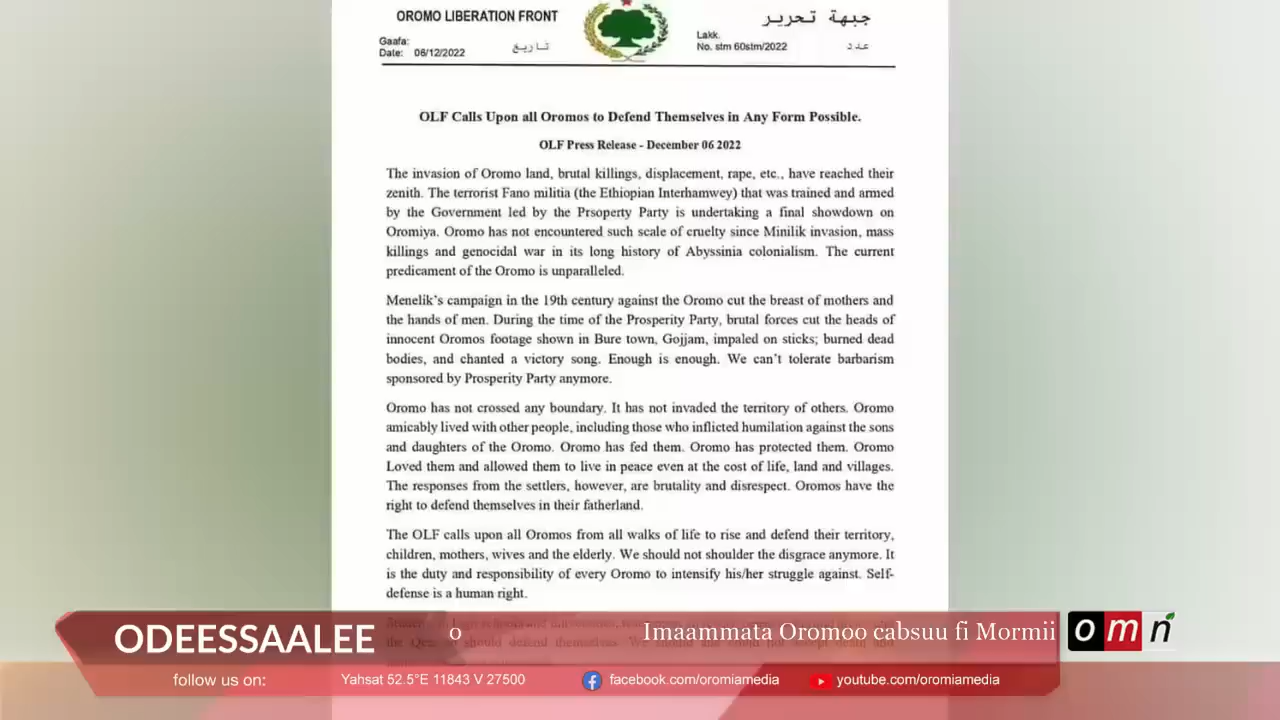 OROMO LIBERATION FRONT
جبهة تحرير
Gaafa:
Date: 06/12/2022
تاريخ
Lakk.
No. stm 60stm/2022
عدد
OLF Calls Upon all Oromos to Defend Themselves in Any Form Possible.
OLF Press Release - December 06 2022
The invasion of Oromo land, brutal killings, displacement, rape, etc., have reached their
zenith. The terrorist Fano militia (the Ethiopian Interhamwey) that was trained and armed
by the Government led by the Prsoperty Party is undertaking a final showdown on
Oromiya. Oromo has not encountered such scale of cruelty since Minilik invasion, mass
killings and genocidal war in its long history of Abyssinia colonialism. The current
predicament of the Oromo is unparalleled.
Menelik's campaign in the 19th century against the Oromo cut the breast of mothers and
the hands of men. During the time of the Prosperity Party, brutal forces cut the heads of
innocent Oromos footage shown in Bure town, Gojjam, impaled on sticks; burned dead
bodies, and chanted a victory song. Enough is enough. We can't tolerate barbarism
sponsored by Prosperity Party anymore.
Oromo has not crossed any boundary. It has not invaded the territory of others. Oromo
amicably lived with other people, including those who inflicted humilation against the sons
and daughters of the Oromo. Oromo has fed them. Oromo has protected them. Oromo
Loved them and allowed them to live in peace even at the cost of life, land and villages.
The responses from the settlers, however, are brutality and disrespect. Oromos have the
right to defend themselves in their fatherland.
The OLF calls upon all Oromos from all walks of life to rise and defend their territory,
children, mothers, wives and the elderly. We should not shoulder the disgrace anymore. It
is the duty and responsibility of every Oromo to intensify his/her struggle against. Self-
defense is a human right.
the should defend themselves. We should
ODEESSAALEE
o
Imaammata Oromoo cabsuu fi Mormii
omn
follow us on:
Yahsat 52.5°E 11843 V 27500
facebook.com/oromiamedia
youtube.com/oromiamedia